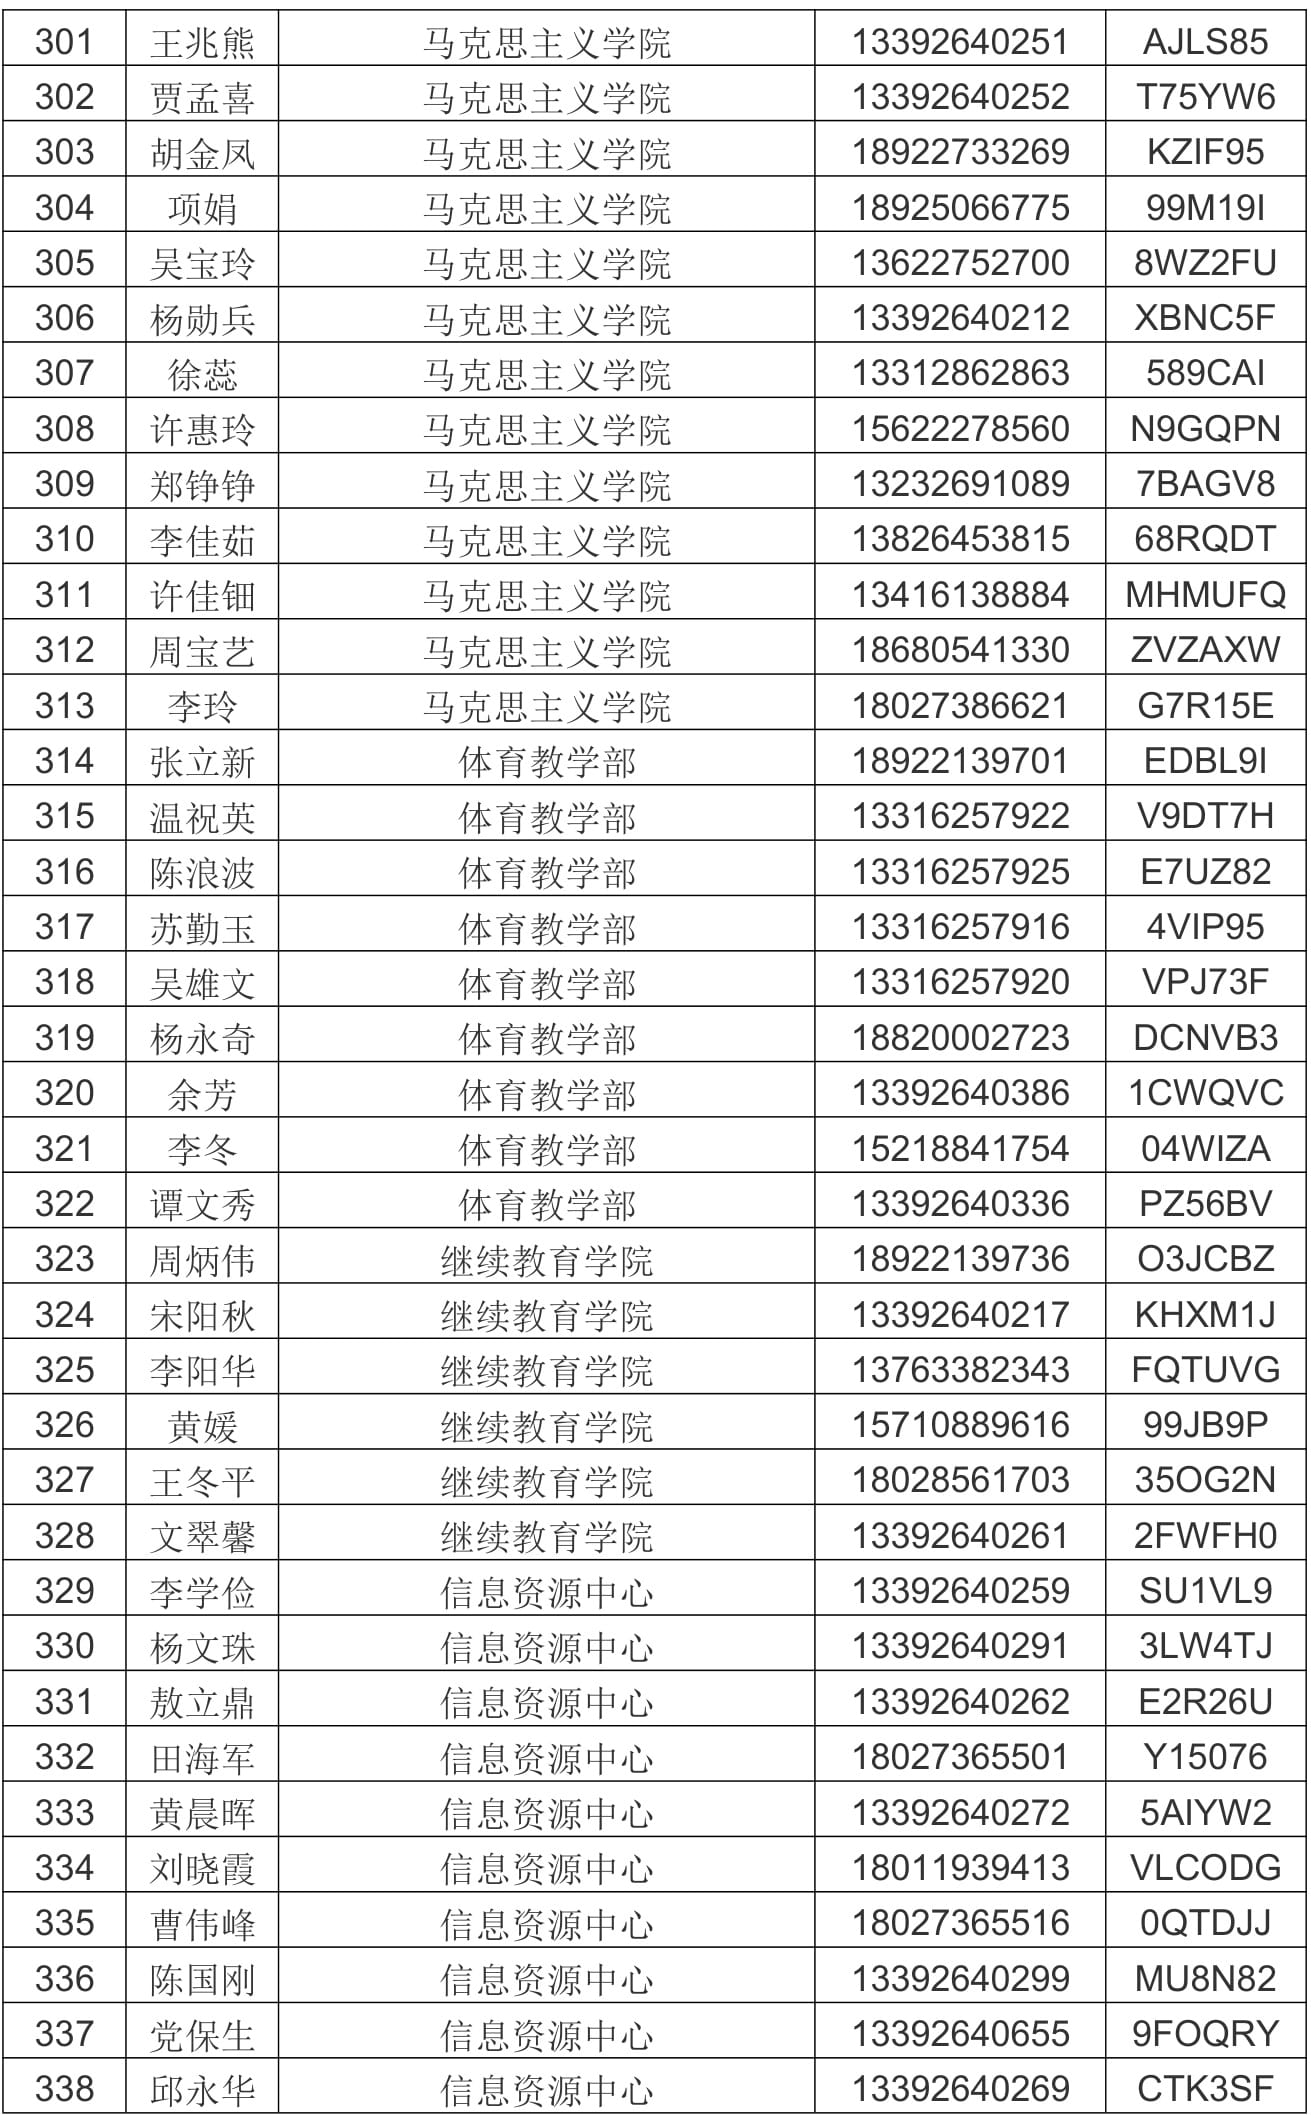 301 王兆熊 马克思主义学院 13392640251 AJLS85
302 贾孟喜 马克思主义学院 13392640252 T75YW6
303 胡金凤 马克思主义学院 18922733269 KZIF95
304 项娟 马克思主义学院 18925066775 99M19I
305 吴宝玲 马克思主义学院 13622752700 8WZ2FU
306 杨勋兵 马克思主义学院 13392640212 XBNC5F
307 徐蕊 马克思主义学院 13312862863 589CAI
308 许惠玲 马克思主义学院 15622278560 N9GQPN
309 郑铮铮 马克思主义学院 13232691089 7BAGV8
310 李佳茹 马克思主义学院 13826453815 68RQDT
311 许佳钿 马克思主义学院 13416138884 MHMUFQ
312 周宝艺 马克思主义学院 18680541330 ZVZAXW
313 李玲 马克思主义学院 18027386621 G7R15E
314 张立新 体育教学部 18922139701 EDBL9I
315 温祝英 体育教学部 13316257922 V9DT7H
316 陈浪波 体育教学部 13316257925 E7UZ82
317 苏勤玉 体育教学部 13316257916 4VIP95
318 吴雄文 体育教学部 13316257920 VPJ73F
319 杨永奇 体育教学部 18820002723 DCNVB3
320 余芳 体育教学部 13392640386 1CWQVC
321 李冬 体育教学部 15218841754 04WIZA
322 谭文秀 体育教学部 13392640336 PZ56BV
323 周炳伟 继续教育学院 18922139736 O3JCBZ
324 宋阳秋 继续教育学院 13392640217 KHXM1J
325 李阳华 继续教育学院 13763382343 FQTUVG
326 黄媛 继续教育学院 15710889616 99JB9P
327 王冬平 继续教育学院 18028561703 35OG2N
328 文翠馨 继续教育学院 13392640261 2FWFH0
329 李学俭 信息资源中心 13392640259 SU1VL9
330 杨文珠 信息资源中心 13392640291 3LW4TJ
331 敖立鼎 信息资源中心 13392640262 E2R26U
332 田海军 信息资源中心 18027365501 Y15076
333 黄晨晖 信息资源中心 13392640272 5AIYW2
334 刘晓霞 信息资源中心 18011939413 VLCODG
335 曹伟峰 信息资源中心 18027365516 0QTDJJ
336 陈国刚 信息资源中心 13392640299 MU8N82
337 党保生 信息资源中心 13392640655 9FOQRY
338 邱永华 信息资源中心 13392640269 CTK3SF